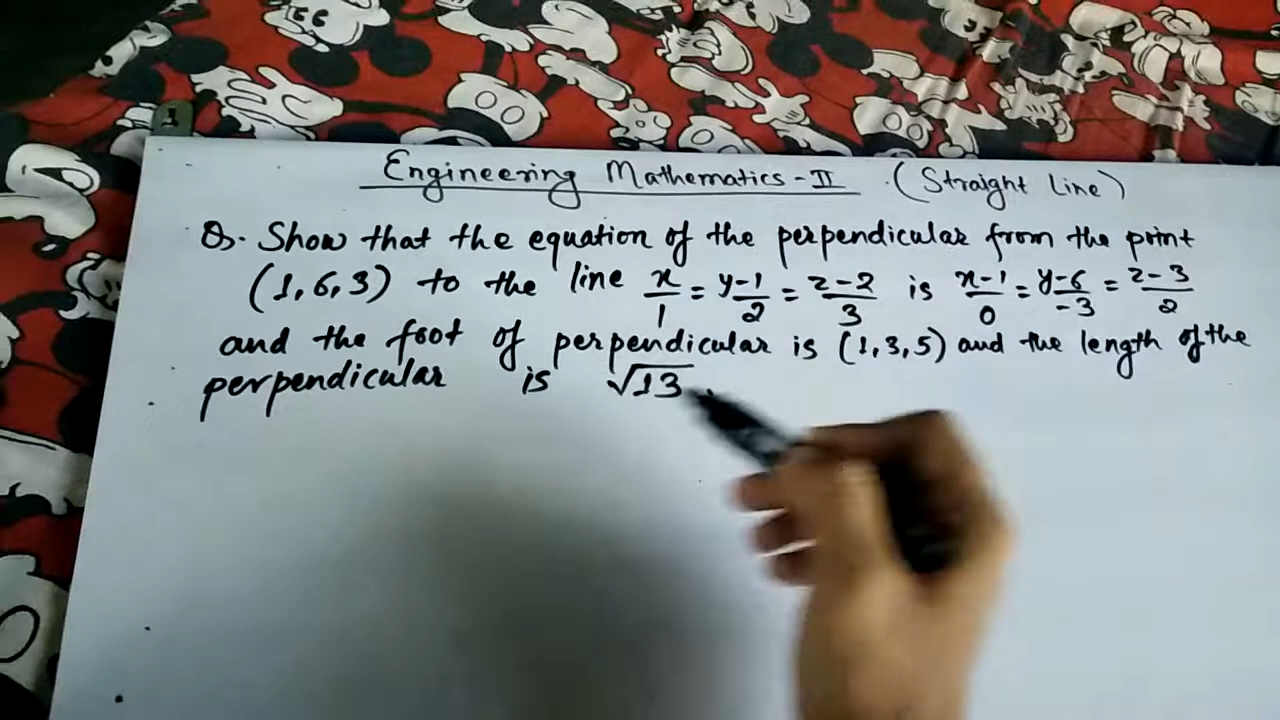 Engineering Mathematics-II (Straight Line)
Q. Show that the equation of the perpendicular from the point
(1,6,3) to the line x/1 = y-1/2 = z-2/3 is x-1/0 = y-6/-3 = z-3/2
and the foot of perpendicular is (1,3,5) and the length of the
perpendicular is √13.